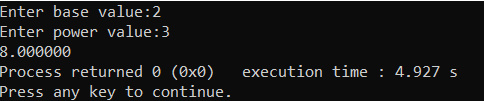 Enter base value:2
Enter power value:3
8.000000
Process returned 0 (0x0)   execution time : 4.927 s
Press any key to continue.